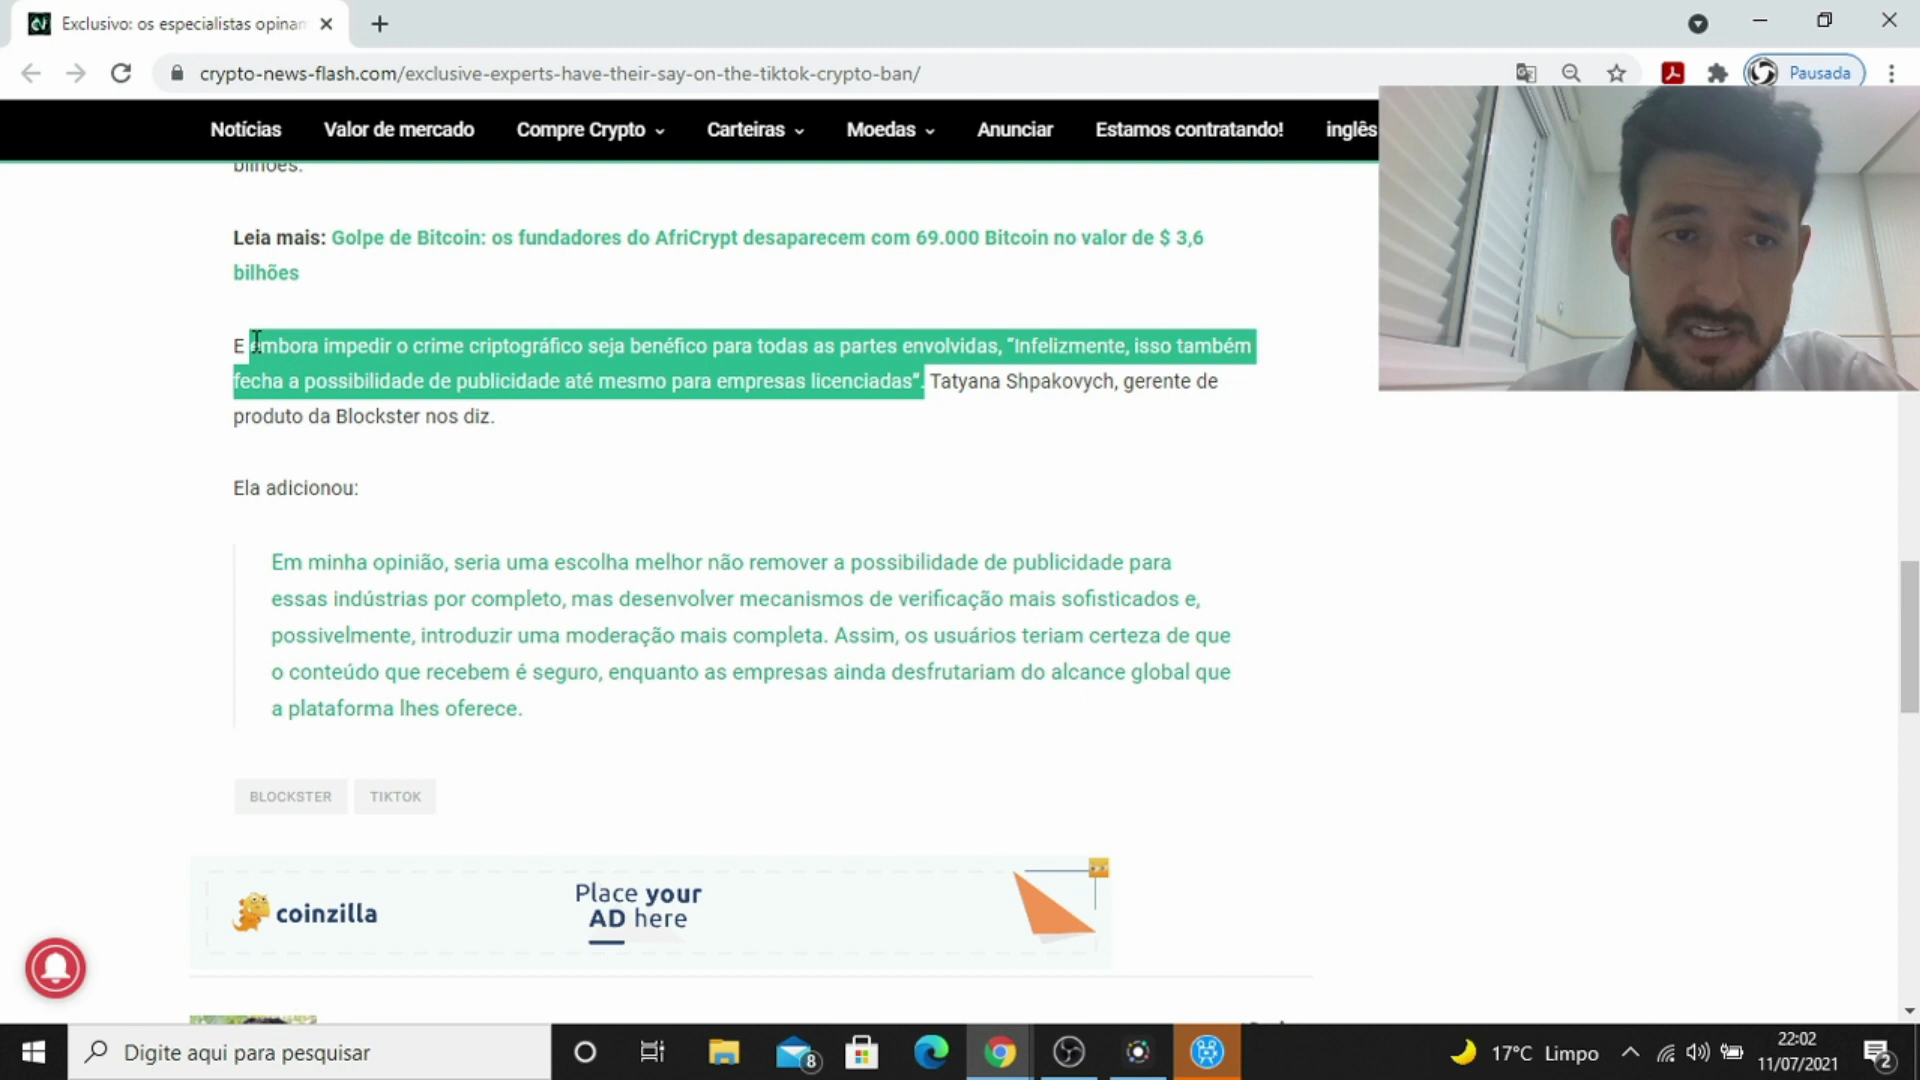 Exclusivo: os especialistas opinam
crypto-news-flash.com/exclusive-experts-have-their-say-on-the-tiktok-crypto-ban/
Pausada
Notícias Valor de mercado Compre Crypto Carteiras Moedas Anunciar Estamos contratando! inglês
bilhões.
Leia mais: Golpe de Bitcoin: os fundadores do AfriCrypt desaparecem com 69.000 Bitcoin no valor de $ 3,6
bilhões
E embora impedir o crime criptográfico seja benéfico para todas as partes envolvidas, “Infelizmente, isso também
fecha a possibilidade de publicidade até mesmo para empresas licenciadas”. Tatyana Shpakovych, gerente de
produto da Blockster nos diz.
Ela adicionou:
Em minha opinião, seria uma escolha melhor não remover a possibilidade de publicidade para
essas indústrias por completo, mas desenvolver mecanismos de verificação mais sofisticados e,
possivelmente, introduzir uma moderação mais completa. Assim, os usuários teriam certeza de que
o conteúdo que recebem é seguro, enquanto as empresas ainda desfrutariam do alcance global que
a plataforma lhes oferece.
BLOCKSTER TIKTOK
coinzilla
Place your
AD here
Digite aqui para pesquisar
8
17°C Limpo
22:02
11/07/2021
2